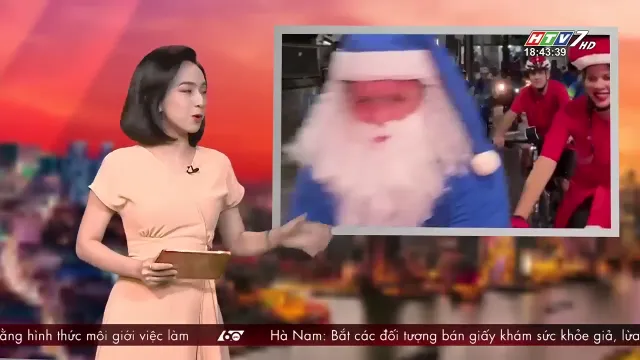 HTV7 HD
18:43:39
ằng hình thức môi giới việc làm 60 Hà Nam: Bắt các đối tượng bán giấy khám sức khỏe giả, lừa